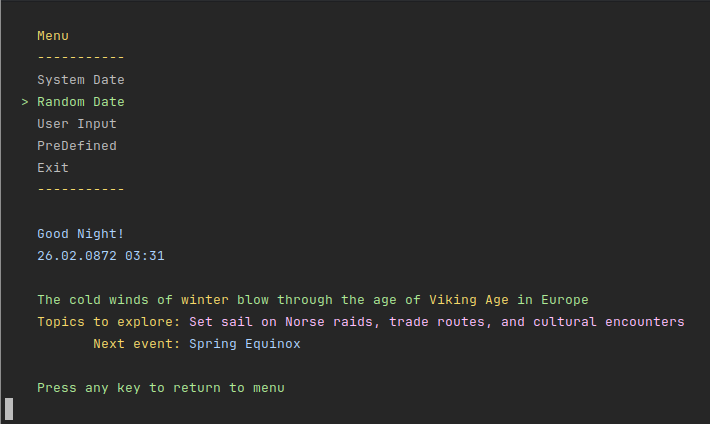 Menu
-----------
System Date
> Random Date
User Input
PreDefined
Exit
-----------
Good Night!
26.02.0872 03:31
The cold winds of winter blow through the age of Viking Age in Europe
Topics to explore: Set sail on Norse raids, trade routes, and cultural encounters
Next event: Spring Equinox
Press any key to return to menu